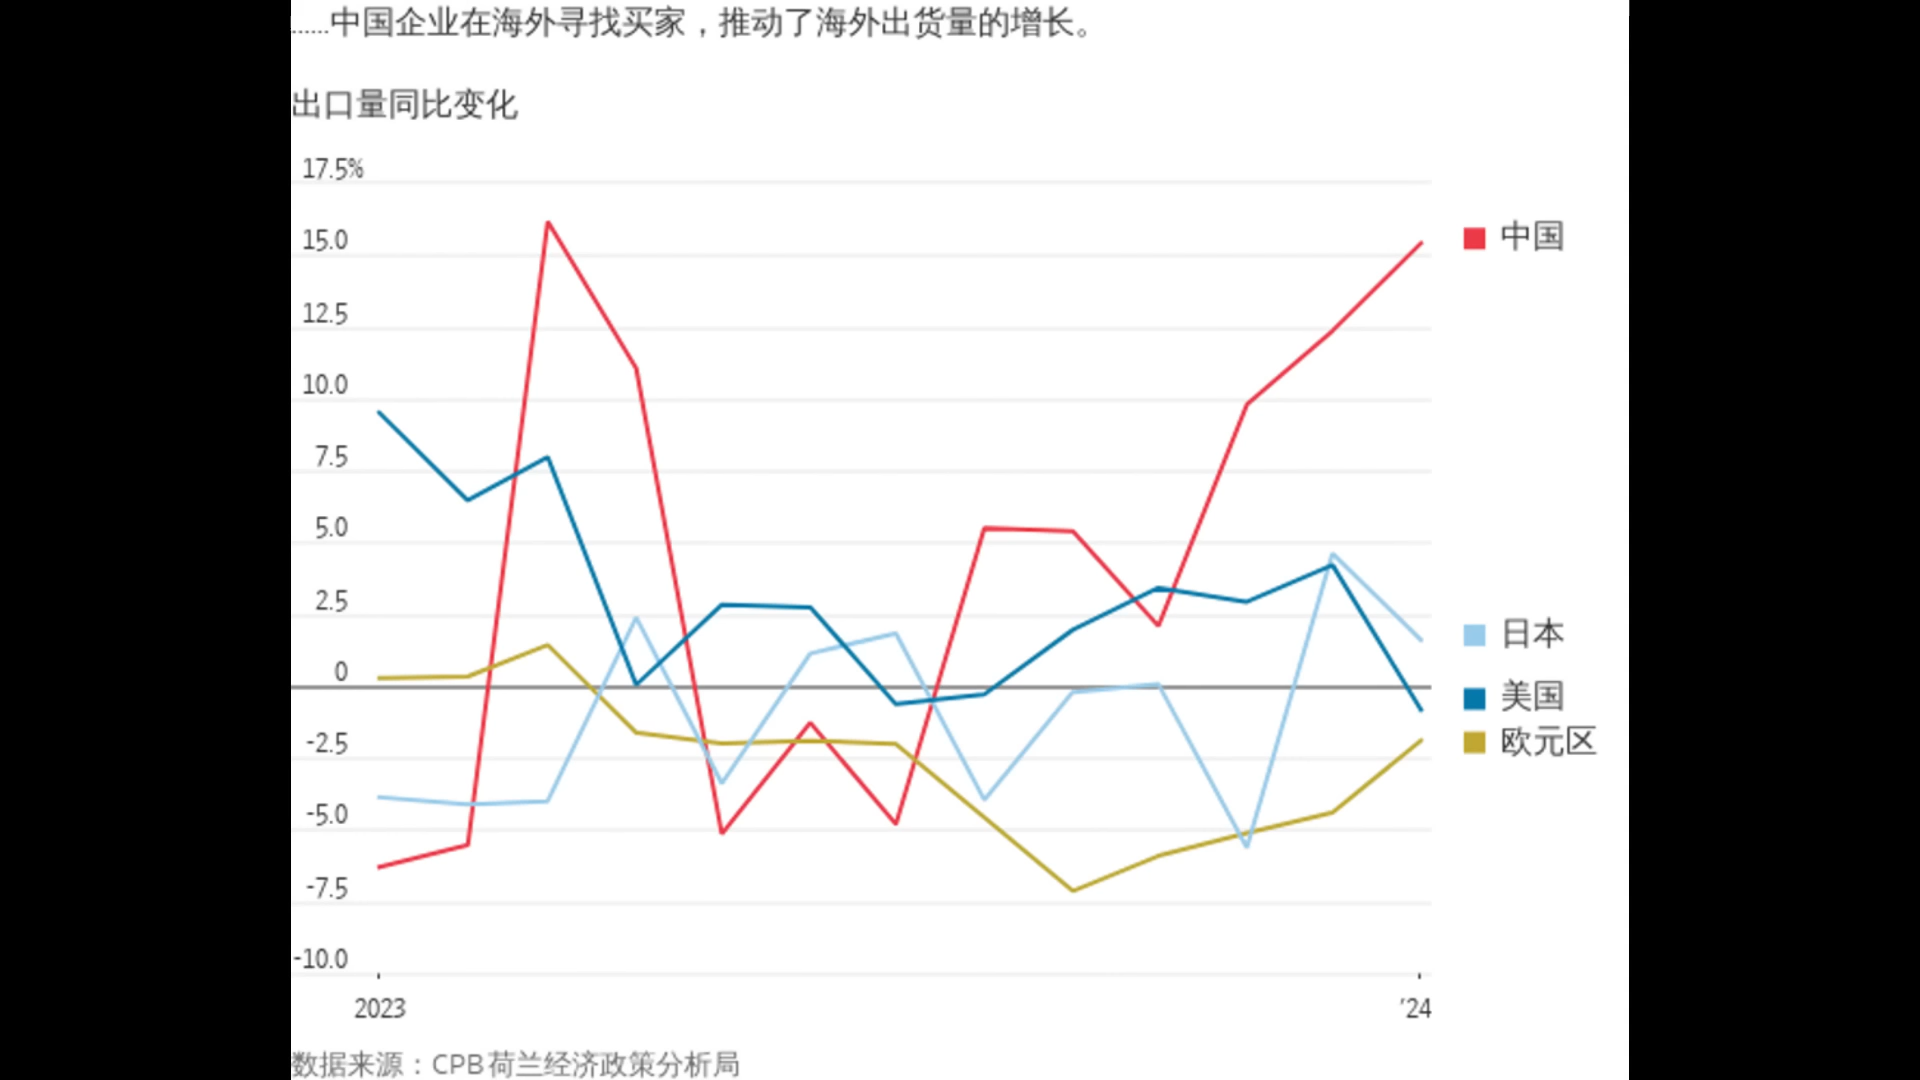 ……中国企业在海外寻找买家，推动了海外出货量的增长。
出口量同比变化
17.5%
15.0
12.5
10.0
7.5
5.0
2.5
0
-2.5
-5.0
-7.5
-10.0
中国
日本
美国
欧元区
2023
'24
数据来源：CPB荷兰经济政策分析局